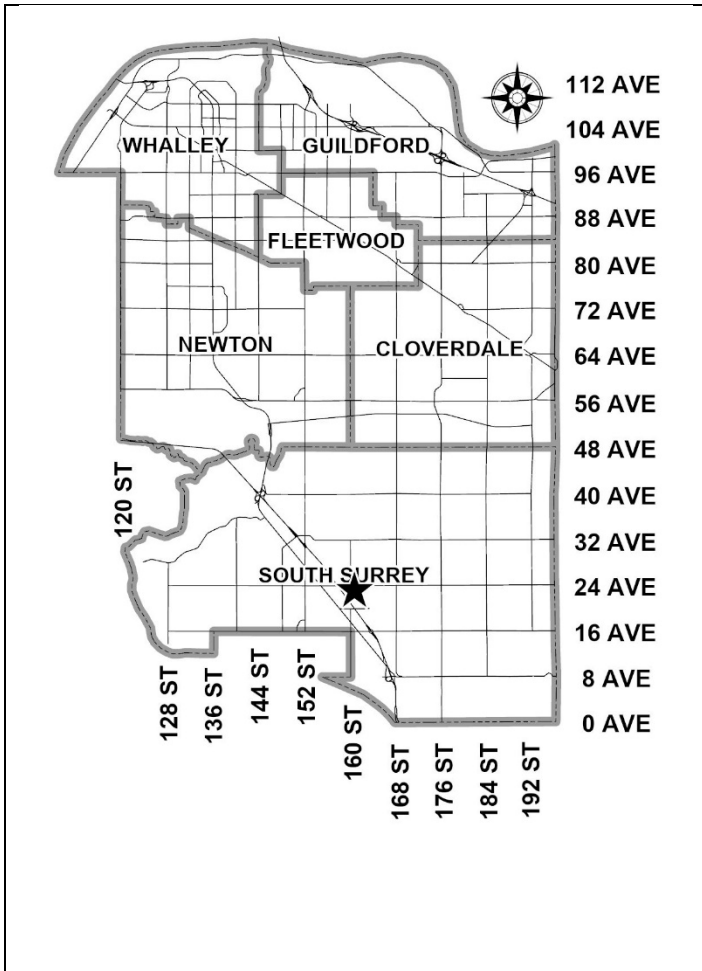 112 AVE
104 AVE
WHALLEY
GUILDFORD
96 AVE
88 AVE
FLEETWOOD
80 AVE
72 AVE
NEWTON
CLOVERDALE
64 AVE
56 AVE
48 AVE
120 ST
40 AVE
32 AVE
SOUTH SURREY
24 AVE
16 AVE
8 AVE
0 AVE
128 ST
136 ST
144 ST
152 ST
160 ST
168 ST
176 ST
184 ST
192 ST